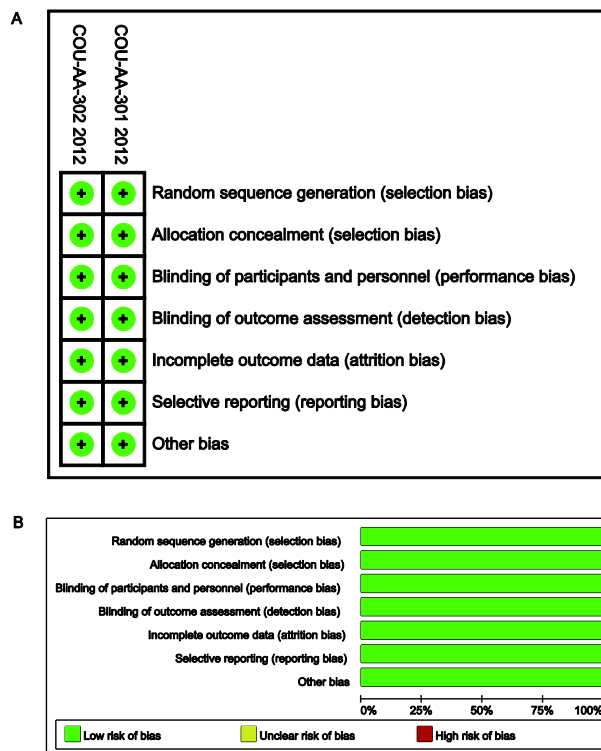 A
COU-AA-302 2012
COU-AA-301 2012
+ + Random sequence generation (selection bias)
+ + Allocation concealment (selection bias)
+ + Blinding of participants and personnel (performance bias)
+ + Blinding of outcome assessment (detection bias)
+ + Incomplete outcome data (attrition bias)
+ + Selective reporting (reporting bias)
+ + Other bias
B
Random sequence generation (selection bias)
Allocation concealment (selection bias)
Blinding of participants and personnel (performance bias)
Blinding of outcome assessment (detection bias)
Incomplete outcome data (attrition bias)
Selective reporting (reporting bias)
Other bias
0% 25% 50% 75% 100%
Low risk of bias Unclear risk of bias High risk of bias